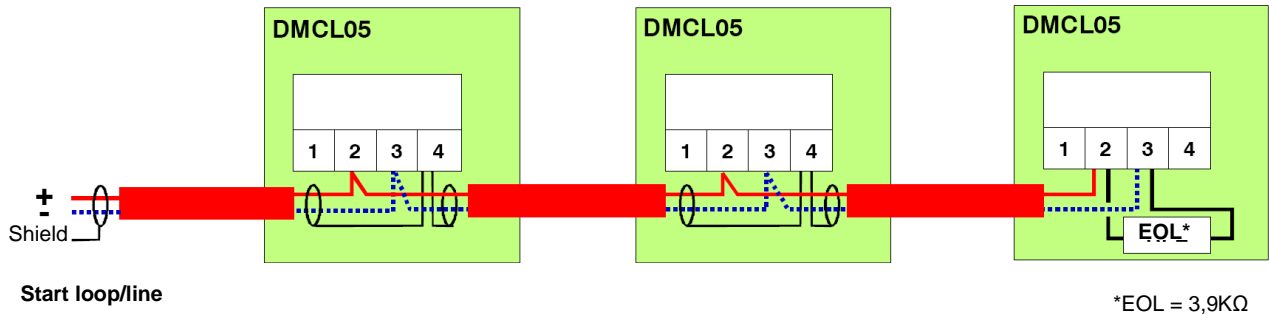 DMCL05 DMCL05 DMCL05
1 2 3 4 1 2 3 4 1 2 3 4
+
-
Shield
EOL*
Start loop/line
*EOL = 3,9KΩ